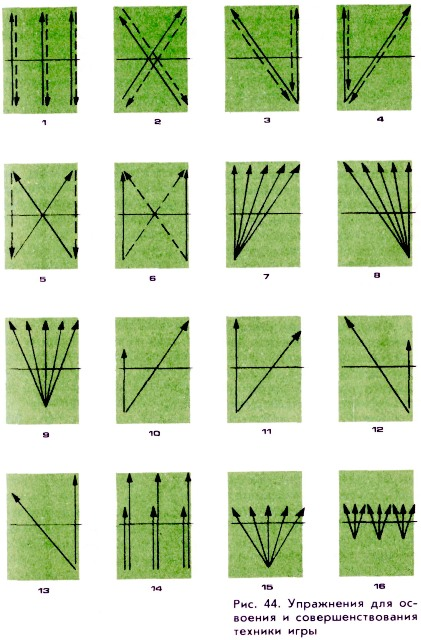 1 2 3 4
5 6 7 8
9 10 11 12
13 14 15 16
Рис. 44. Упражнения для ос-
воения и совершенствования
техники игры